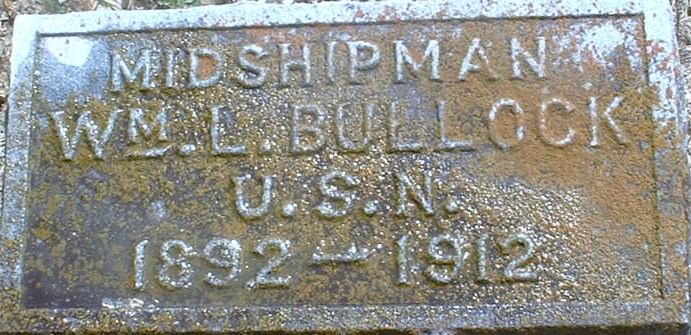 MIDSHIPMAN
WM. L. BULLOCK
U. S. N.
1892 — 1912